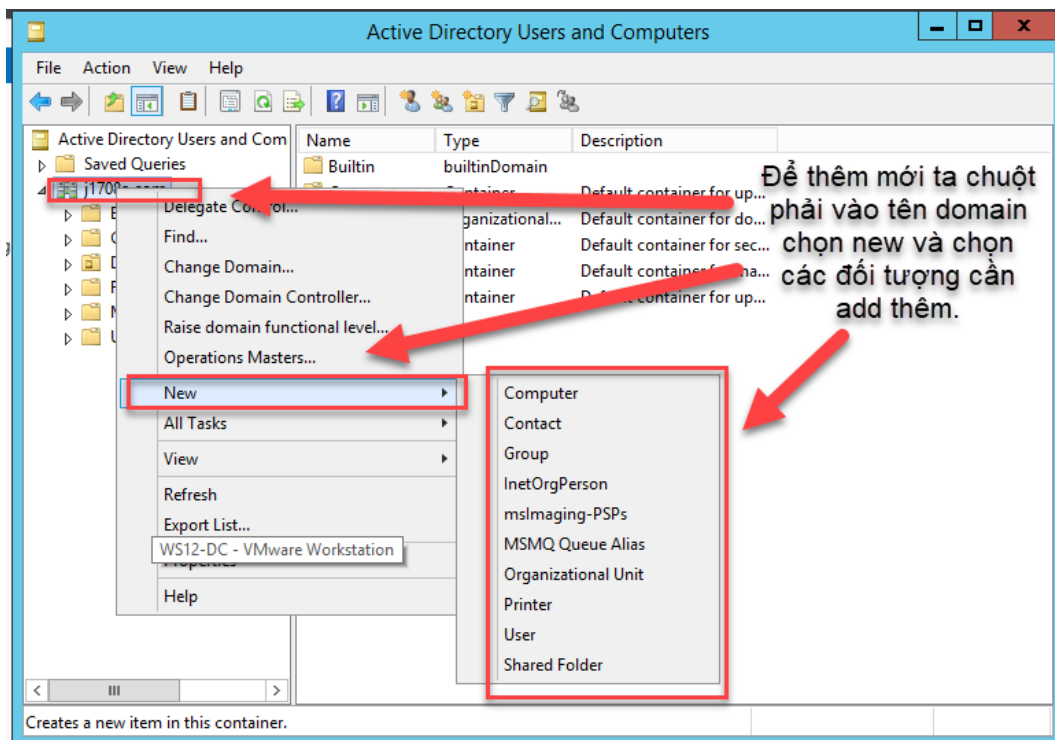 Active Directory Users and Computers
File Action View Help
Active Directory Users and Com
Name Type Description
Saved Queries
Builtin builtinDomain
Default container for up...
Delegate Control...
ganizational... Default container for do...
Find...
ntainer Default container for sec...
Change Domain...
ntainer Default container for
Change Domain Controller...
ntainer container for up...
Raise domain functional level...
Operations Masters...
New
All Tasks
View
Refresh
Export List...
WS12-DC - VMware Workstation
Properties
Help
Computer
Contact
Group
InetOrgPerson
msImaging-PSPs
MSMQ Queue Alias
Organizational Unit
Printer
User
Shared Folder
Để thêm mới ta chuột
phải vào tên domain
chọn new và chọn
các đối tượng cần
add thêm.
Creates a new item in this container.